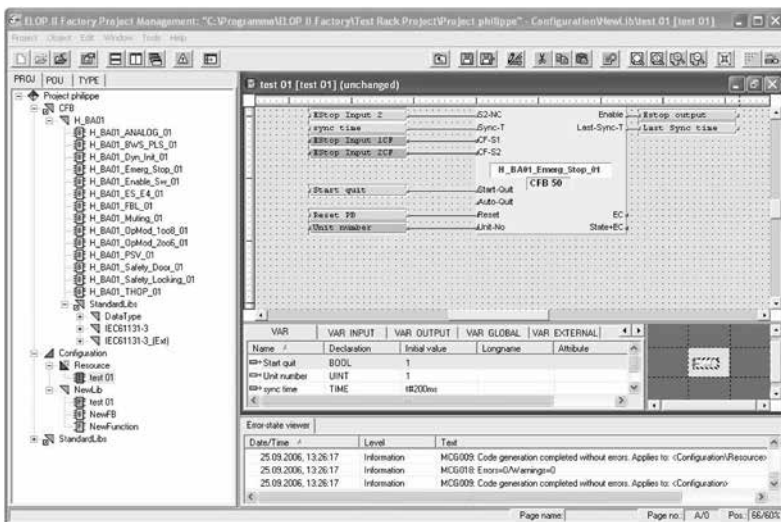 ELOP II Factory Project Management: "C:\Programme\ELOP II Factory\Test Rack Project\Project philippe" - Configuration\NewLib\test 01 [test 01]
Project Object - Edit Window Tools Help
PROJ POU TYPE
Project philippe
CFB
H_BA01
H_BA01_ANALOG_01
H_BA01_BWS_PLS_01
H_BA01_Dyn_Init_01
H_BA01_Emerg_Stop_01
H_BA01_Enable_Sw_01
H_BA01_ES_E4_01
H_BA01_FBL_01
H_BA01_Muting_01
H_BA01_OpMod_1oo8_01
H_BA01_OpMod_2oo6_01
H_BA01_PSV_01
H_BA01_Safety_Door_01
H_BA01_Safety_Locking_01
H_BA01_THOP_01
StandardLibs
DataType
IEC61131-3
IEC61131-3_(Ext)
Configuration
Resource
test 01
NewLib
test 01
NewFB
NewFunction
StandardLibs
test 01 [test 01] (unchanged)
EStop Input 2 S2-NC Enable Estop output
sync time Sync-T Last-Sync-T Last Sync time
EStop Input 1CF CF-S1
EStop Input 2CF CF-S2
H_BA01_Emerg_Stop_01
CFB 50
Start quit Start-Quit
Auto-Quit
Reset PB Reset EC
Unit number Unit-No State+EC
VAR VAR INPUT VAR OUTPUT VAR GLOBAL VAR EXTERNAL
Name Declaration Initial value Longname Attribute
Start quit BOOL 1
Unit number UINT 1
sync time TIME t#200ms
Error-state viewer
Date/Time Level Text
25.09.2006, 13:26:17 Information MCG009: Code generation completed without errors. Applies to: <Configuration\Resource>
25.09.2006, 13:26:17 Information MCG018: Errors=0/Warnings=0
25.09.2006, 13:26:17 Information MCG009: Code generation completed without errors. Applies to: <Configuration>
Page name: Page no.: A/0 Pos.: 66/60%